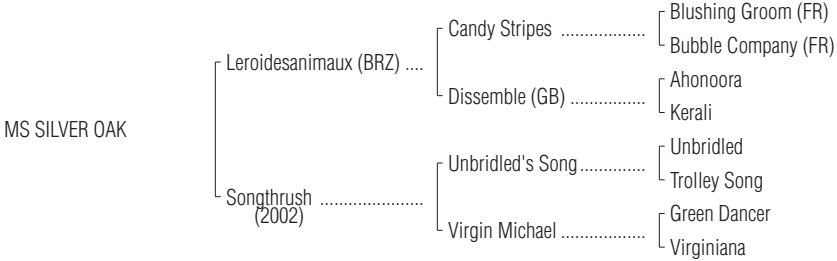 Blushing Groom (FR)
Candy Stripes ..................
Bubble Company (FR)
Leroidesanimaux (BRZ) ....
Ahonoora
Dissemble (GB) ................
Kerali
MS SILVER OAK
Unbridled
Unbridled's Song ..............
Trolley Song
Songthrush ......................
(2002)
Green Dancer
Virgin Michael ..................
Virginiana